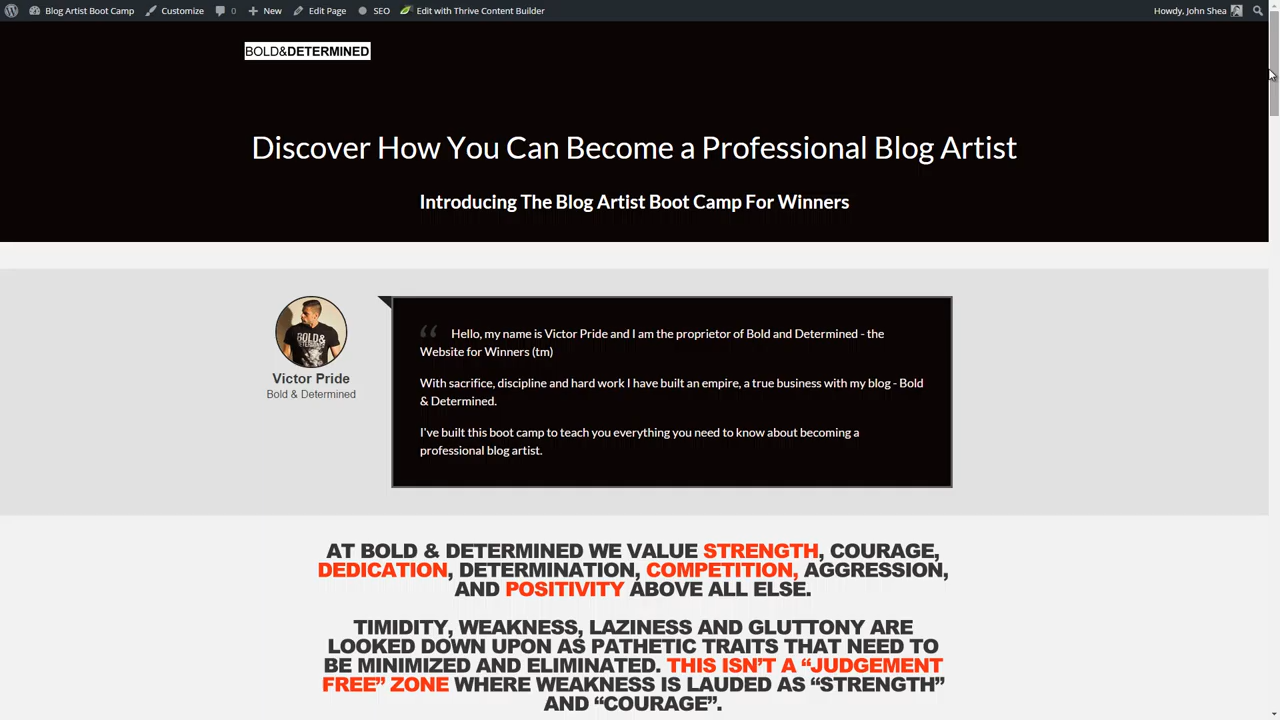 Blog Artist Boot Camp Customize 0 New Edit Page SEO Edit with Thrive Content Builder Howdy, John Shea
BOLD&DETERMINED
Discover How You Can Become a Professional Blog Artist
Introducing The Blog Artist Boot Camp For Winners
BOLD &
DETERMINED
Victor Pride
Bold & Determined
“ Hello, my name is Victor Pride and I am the proprietor of Bold and Determined - the
Website for Winners (tm)
With sacrifice, discipline and hard work I have built an empire, a true business with my blog - Bold
& Determined.
I've built this boot camp to teach you everything you need to know about becoming a
professional blog artist.
AT BOLD & DETERMINED WE VALUE STRENGTH, COURAGE,
DEDICATION, DETERMINATION, COMPETITION, AGGRESSION,
AND POSITIVITY ABOVE ALL ELSE.
TIMIDITY, WEAKNESS, LAZINESS AND GLUTTONY ARE
LOOKED DOWN UPON AS PATHETIC TRAITS THAT NEED TO
BE MINIMIZED AND ELIMINATED. THIS ISN’T A “JUDGEMENT
FREE” ZONE WHERE WEAKNESS IS LAUDED AS “STRENGTH”
AND “COURAGE”.